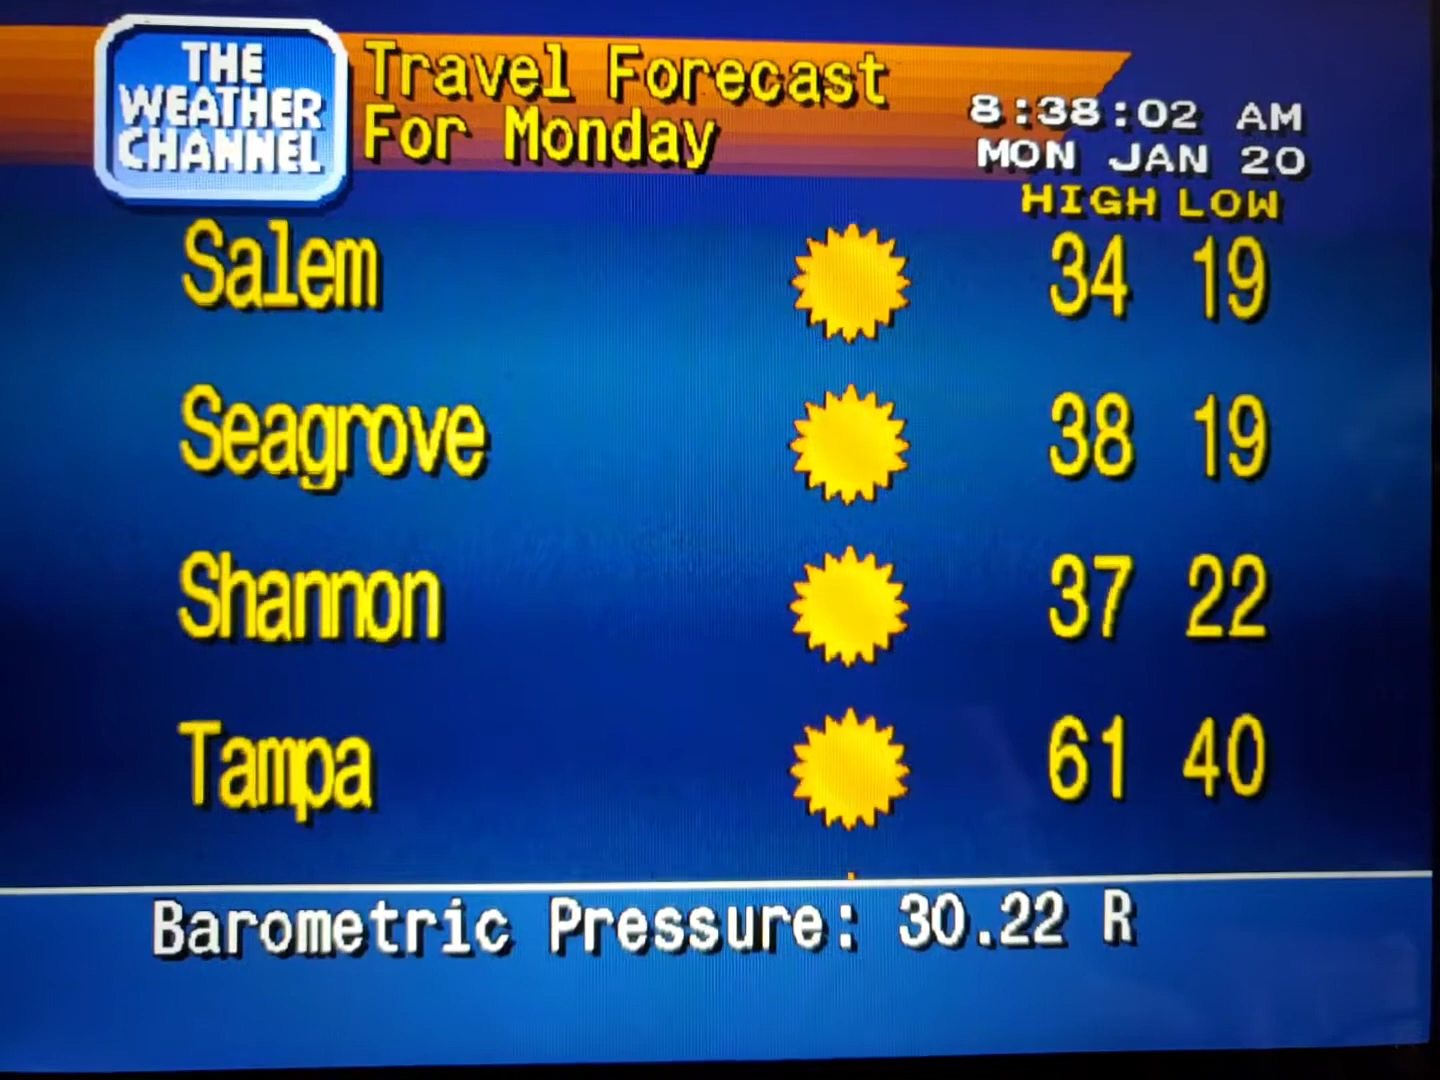 THE
WEATHER
CHANNEL
Travel Forecast
For Monday
8:38:02 AM
MON JAN 20
HIGH LOW
Salem 34 19
Seagrove 38 19
Shannon 37 22
Tampa 61 40
Barometric Pressure: 30.22 R